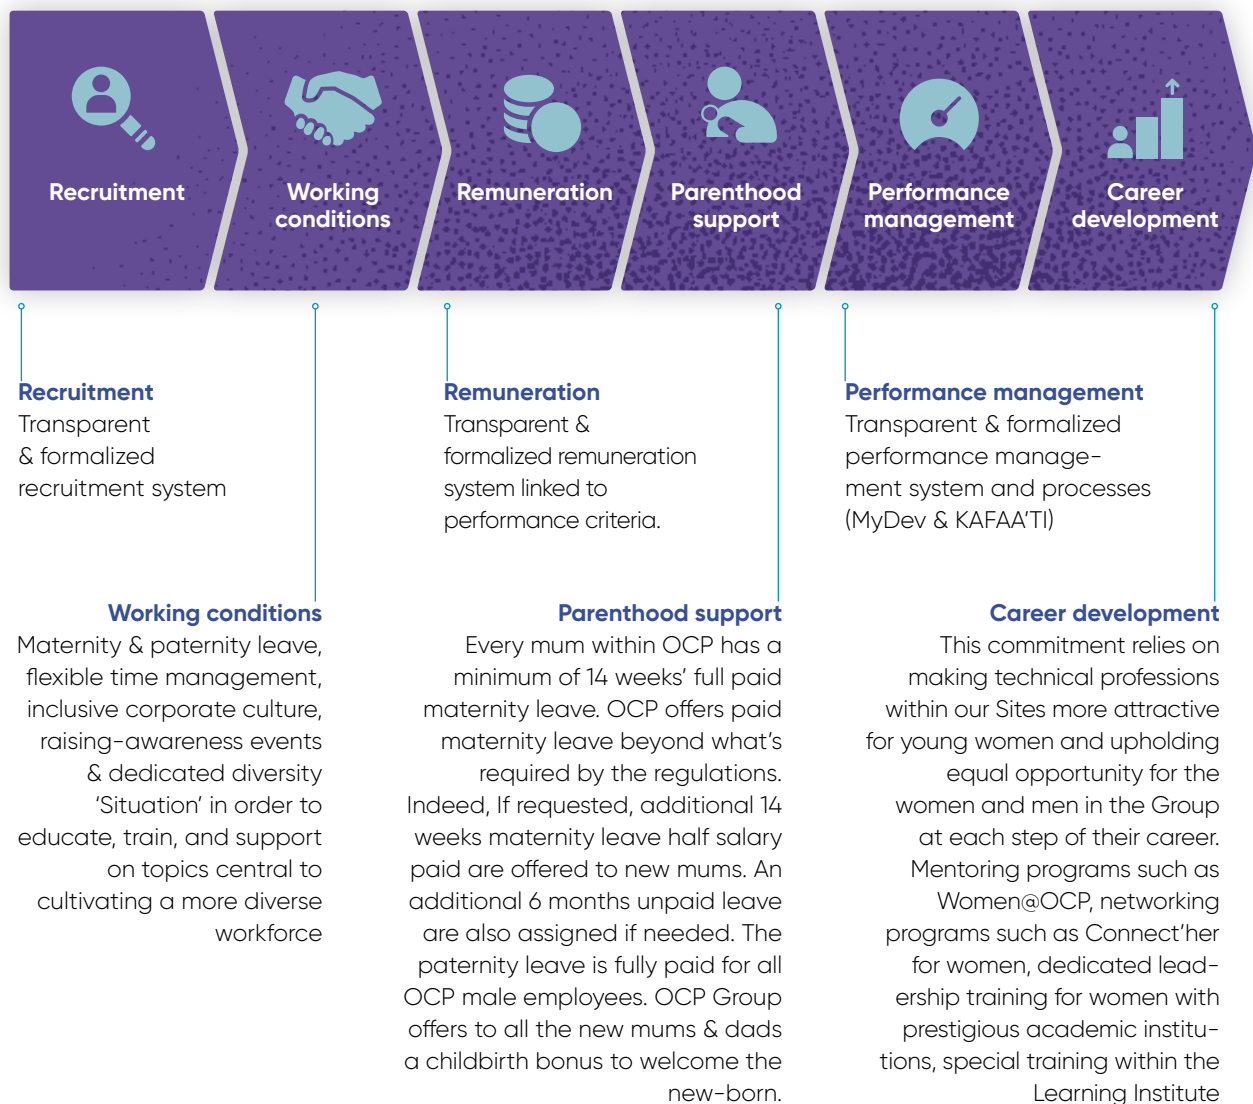 Recruitment
Working
conditions
Remuneration
Parenthood
support
Performance
management
Career
development
Recruitment
Transparent
& formalized
recruitment system
Remuneration
Transparent &
formalized remuneration
system linked to
performance criteria.
Performance management
Transparent & formalized
performance manage-
ment system and processes
(MyDev & KAFAA'TI)
Working conditions
Maternity & paternity leave,
flexible time management,
inclusive corporate culture,
raising-awareness events
& dedicated diversity
‘Situation’ in order to
educate, train, and support
on topics central to
cultivating a more diverse
workforce
Parenthood support
Every mum within OCP has a
minimum of 14 weeks’ full paid
maternity leave. OCP offers paid
maternity leave beyond what’s
required by the regulations.
Indeed, If requested, additional 14
weeks maternity leave half salary
paid are offered to new mums. An
additional 6 months unpaid leave
are also assigned if needed. The
paternity leave is fully paid for all
OCP male employees. OCP Group
offers to all the new mums & dads
a childbirth bonus to welcome the
new-born.
Career development
This commitment relies on
making technical professions
within our Sites more attractive
for young women and upholding
equal opportunity for the
women and men in the Group
at each step of their career.
Mentoring programs such as
Women@OCP, networking
programs such as Connect’her
for women, dedicated lead-
ership training for women with
prestigious academic institu-
tions, special training within the
Learning Institute